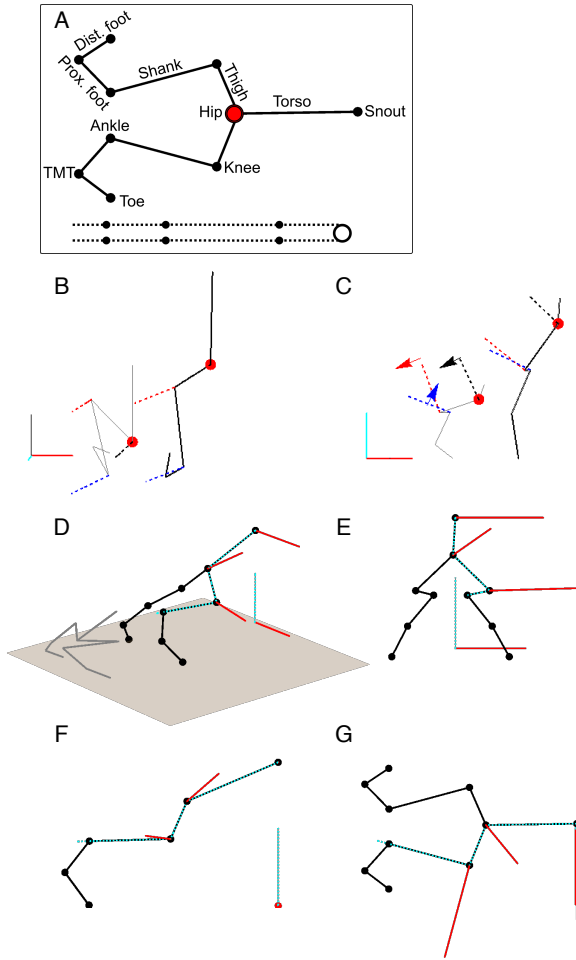 A
Dist. foot
Prox. foot
Shank
Thigh
Hip
Torso
Snout
Ankle
Knee
TMT
Toe
B
C
D
E
F
G